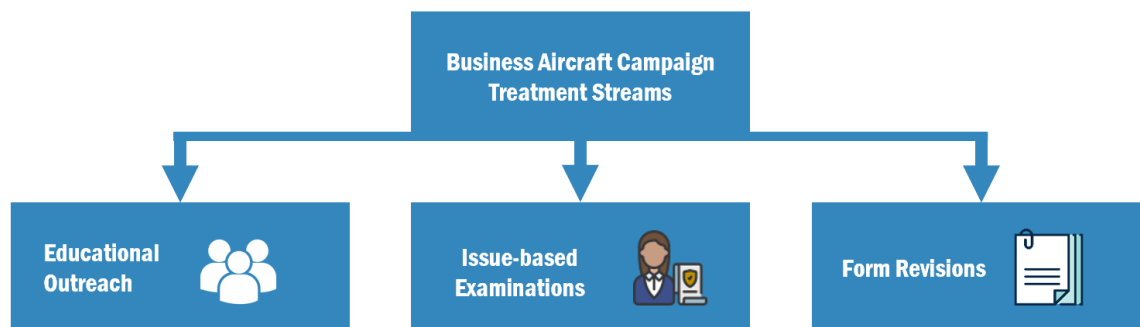 Business Aircraft Campaign
Treatment Streams
Educational
Outreach
Issue-based
Examinations
Form Revisions